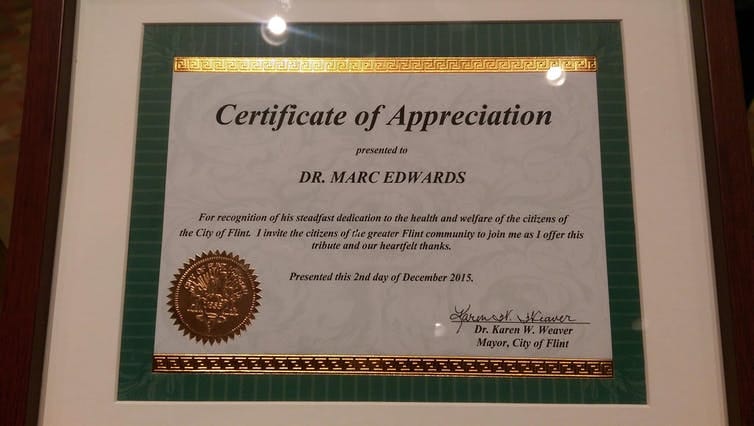 Certificate of Appreciation
presented to
DR. MARC EDWARDS
For recognition of his steadfast dedication to the health and welfare of the citizens of
the City of Flint. I invite the citizens of the greater Flint community to join me as I offer this
tribute and our heartfelt thanks.
Presented this 2nd day of December 2015.
Karen W. Weaver
Dr. Karen W. Weaver
Mayor, City of Flint